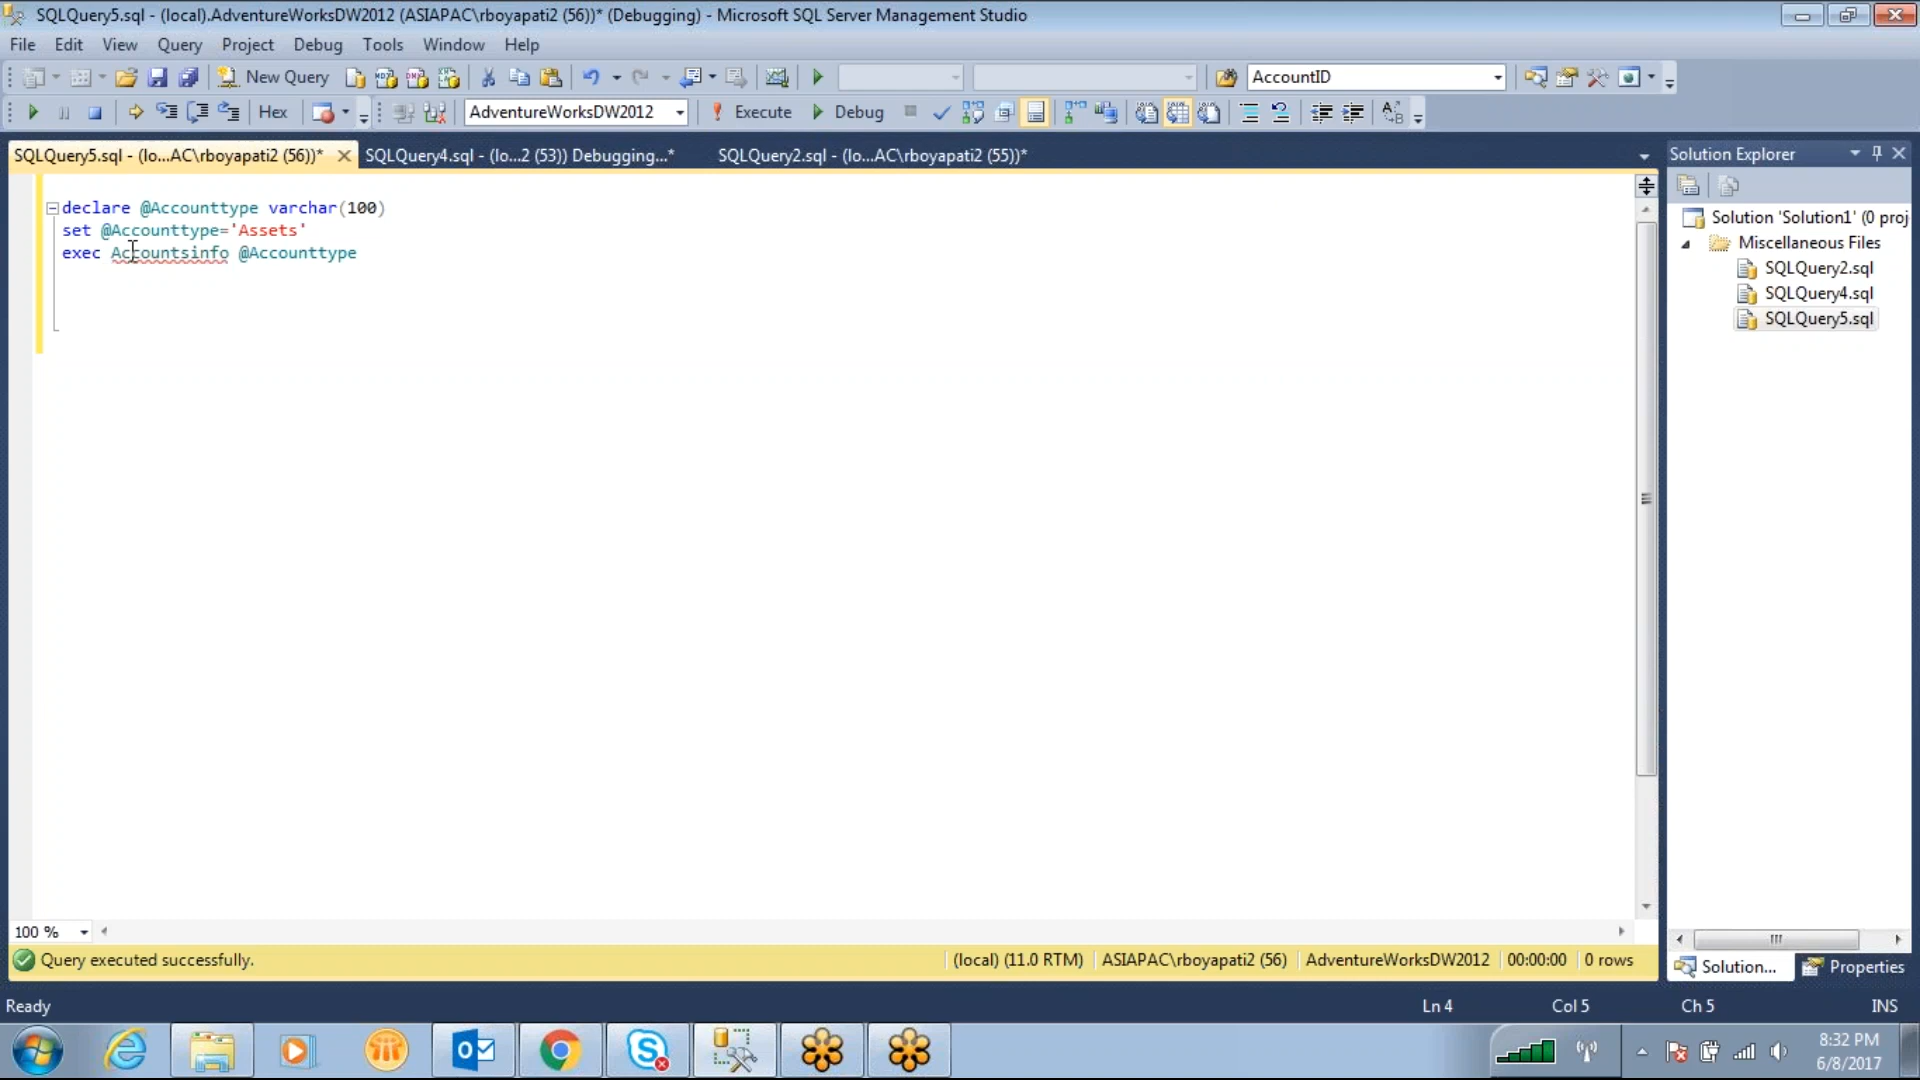 SQLQuery5.sql - (local).AdventureWorksDW2012 (ASIAPAC\rboyapati2 (56))* (Debugging) - Microsoft SQL Server Management Studio
File Edit View Query Project Debug Tools Window Help
New Query AccountID
Hex AdventureWorksDW2012 Execute Debug
SQLQuery5.sql - (lo...AC\rboyapati2 (56))* SQLQuery4.sql - (lo...2 (53)) Debugging...* SQLQuery2.sql - (lo...AC\rboyapati2 (55))* Solution Explorer
declare @Accounttype varchar(100)
set @Accounttype='Assets'
exec Accountsinfo @Accounttype
Solution 'Solution1' (0 proj
Miscellaneous Files
SQLQuery2.sql
SQLQuery4.sql
SQLQuery5.sql
100 %
Query executed successfully. (local) (11.0 RTM) ASIAPAC\rboyapati2 (56) AdventureWorksDW2012 00:00:00 0 rows
Solution... Properties
Ready Ln 4 Col 5 Ch 5 INS
8:32 PM
6/8/2017